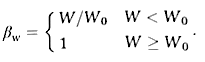 β_w = { W/W_0   W < W_0
1   W ≥ W_0 .